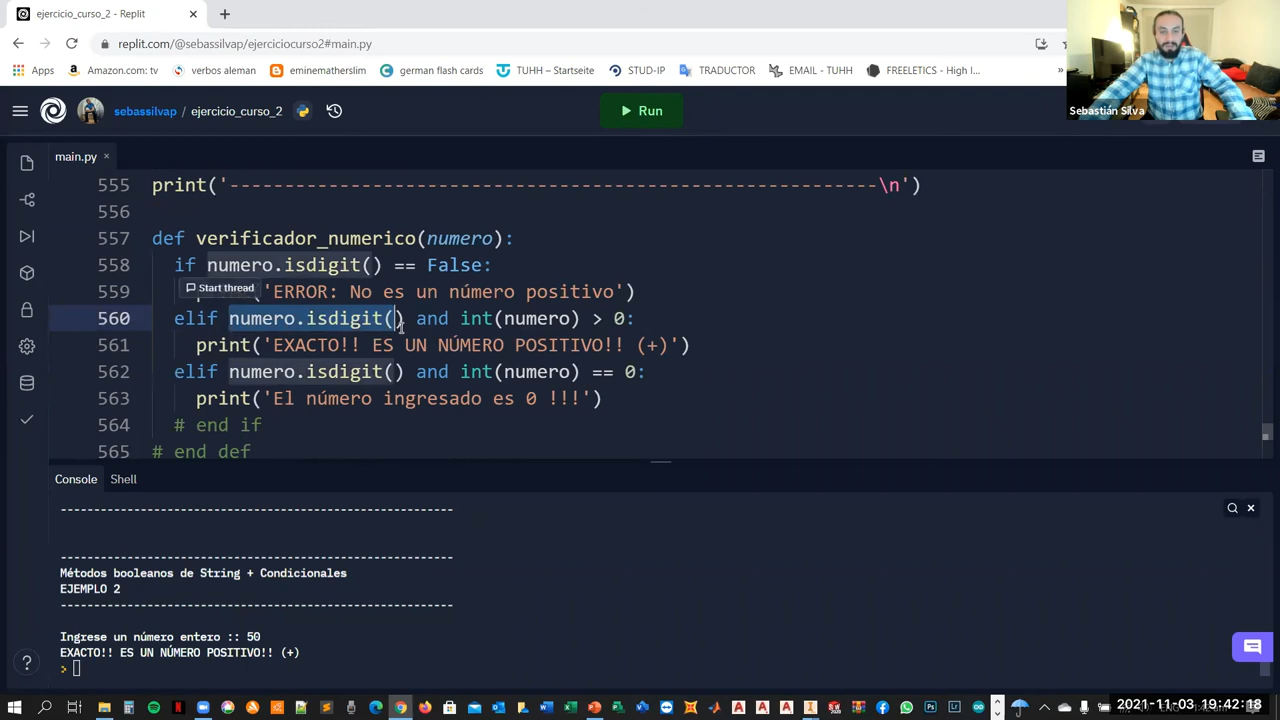 ejercicio_curso_2 - Replit
replit.com/@sebassilvap/ejerciciocurso2#main.py
Apps
Amazon.com: tv
verbos aleman
eminematherslim
german flash cards
TUHH – Startseite
STUD-IP
TRADUCTOR
EMAIL - TUHH
FREELETICS - High I...
»
Sebastián Silva
sebassilvap / ejercicio_curso_2
Run
main.py
555 print('-----------------------------------------------------------\n')
556
557 def verificador_numerico(numero):
558 if numero.isdigit() == False:
Start thread
559 'ERROR: No es un número positivo')
560 elif numero.isdigit() and int(numero) > 0:
561 print('EXACTO!! ES UN NÚMERO POSITIVO!! (+)')
562 elif numero.isdigit() and int(numero) == 0:
563 print('El número ingresado es 0 !!!')
564 # end if
565 # end def
Console
Shell
----------------------------------------------------------
----------------------------------------------------------
Métodos booleanos de String + Condicionales
EJEMPLO 2
----------------------------------------------------------
Ingrese un número entero :: 50
EXACTO!! ES UN NÚMERO POSITIVO!! (+)
>
2021-11-03 19:42:18